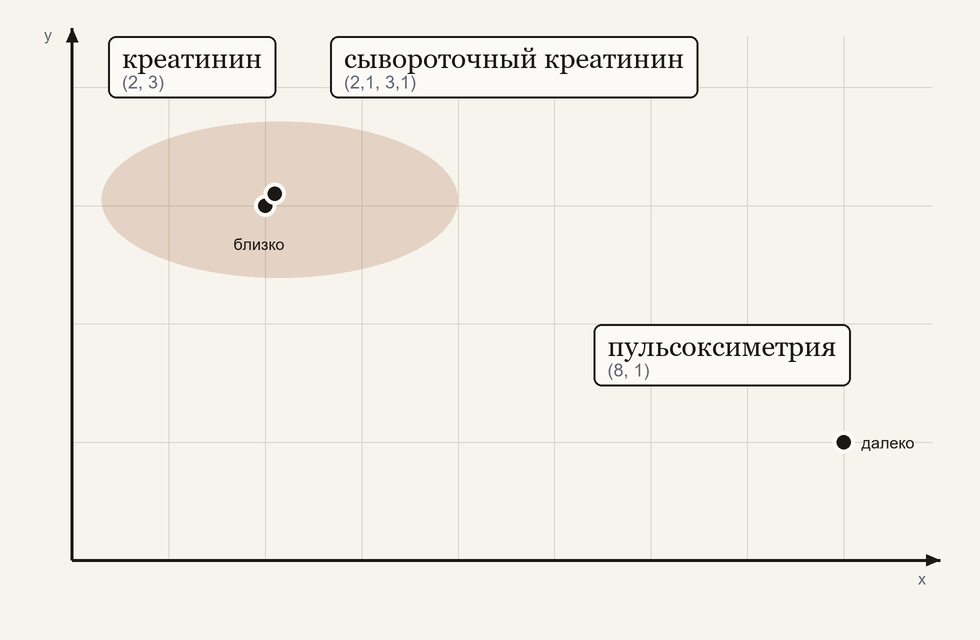 y
креатинин
(2, 3)
сывороточный креатинин
(2,1, 3,1)
близко
пульсоксиметрия
(8, 1)
далеко
x